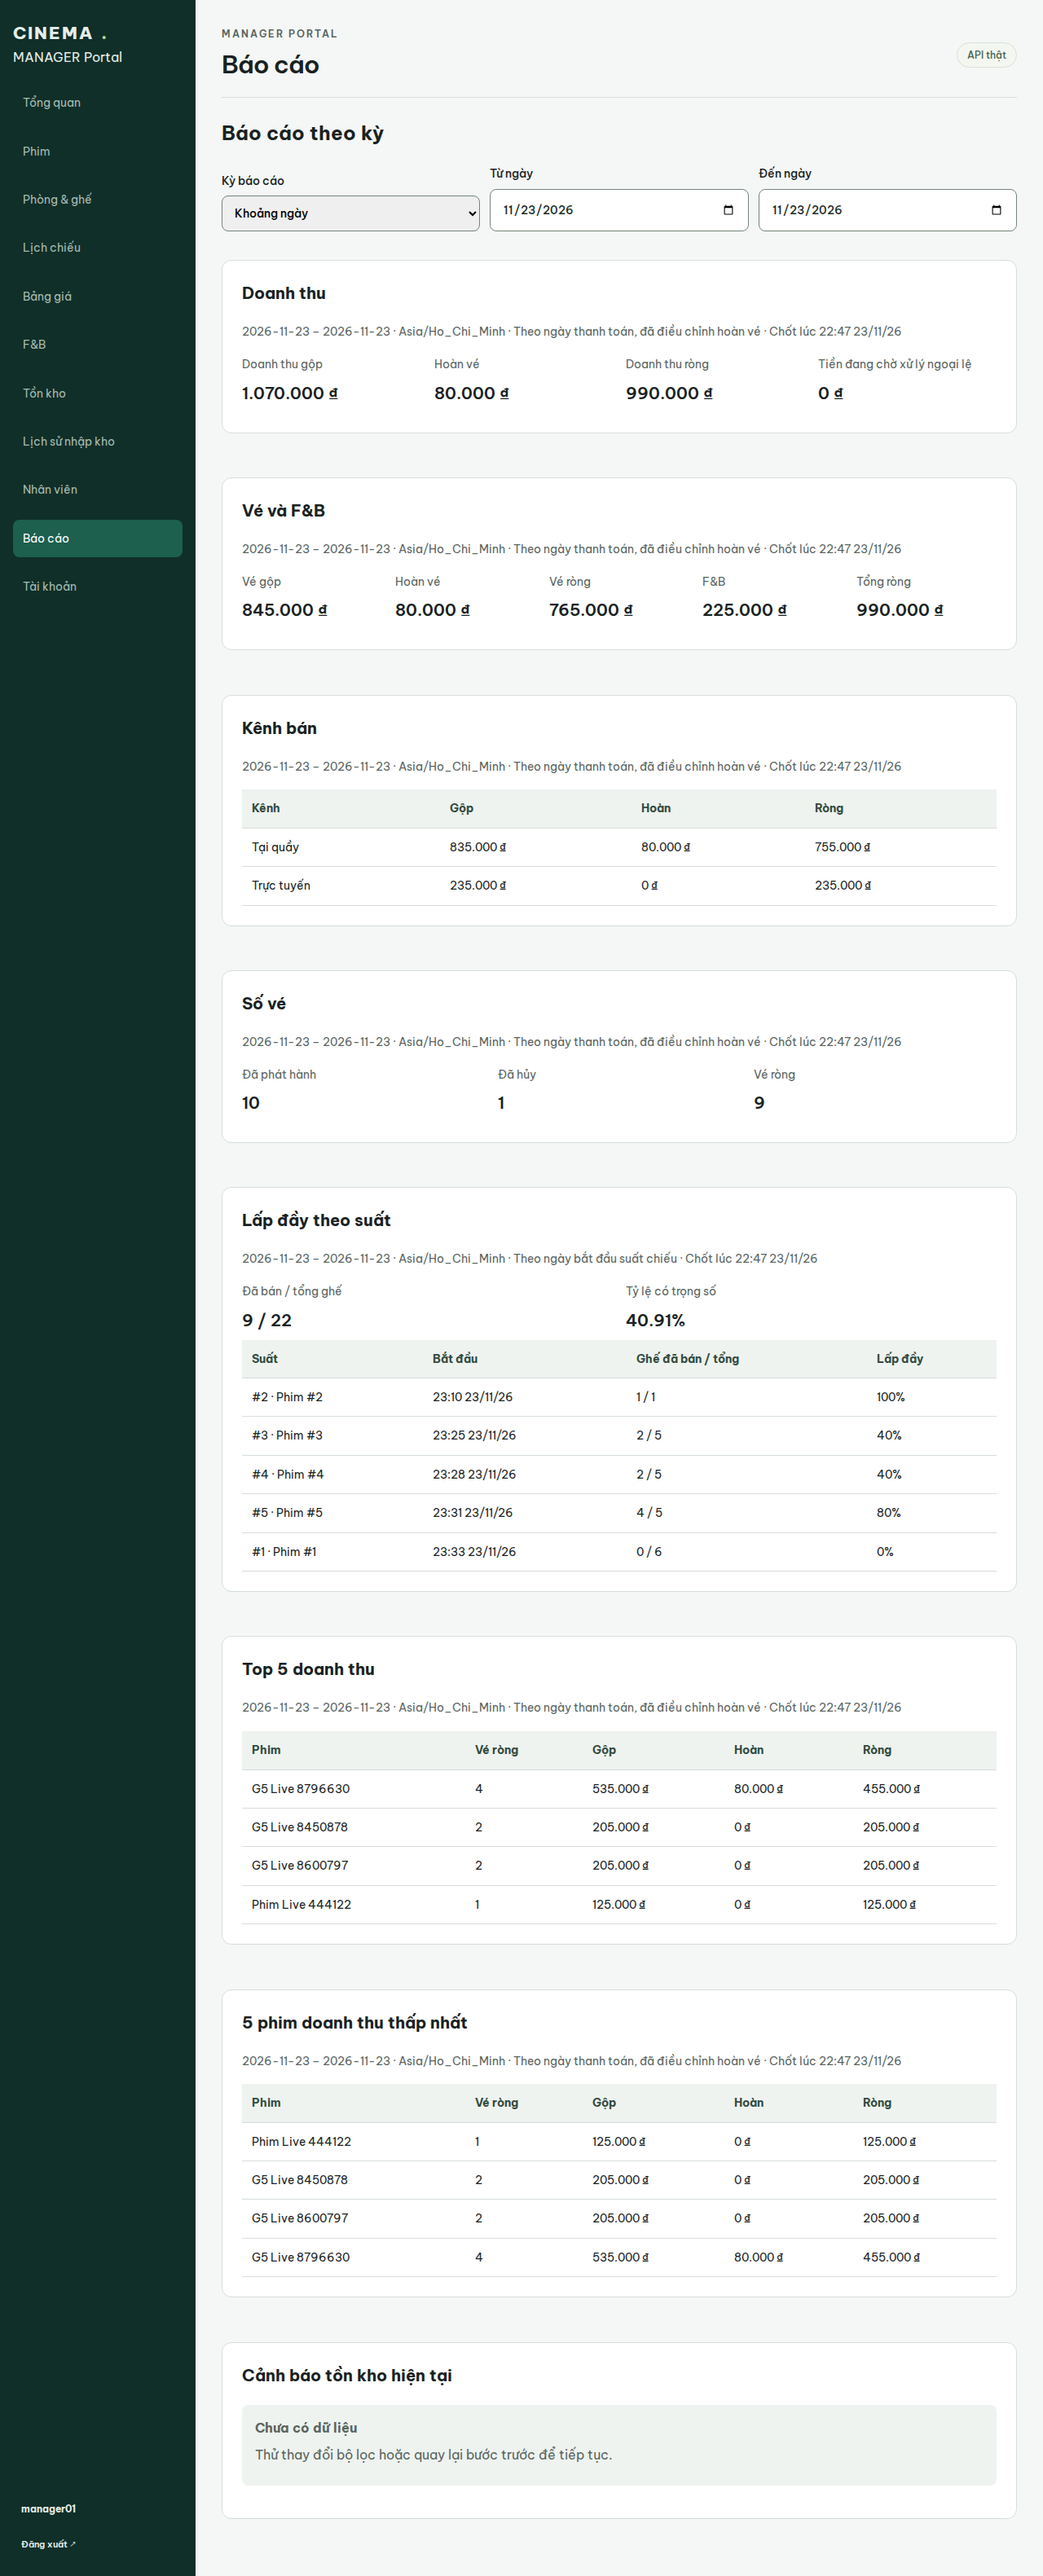 CINEMA .
MANAGER Portal
Tổng quan
Phim
Phòng & ghế
Lịch chiếu
Bảng giá
F&B
Tồn kho
Lịch sử nhập kho
Nhân viên
Báo cáo
Tài khoản
manager01
Đăng xuất ↗
MANAGER PORTAL
Báo cáo
API thật
Báo cáo theo kỳ
Kỳ báo cáo
Khoảng ngày
Từ ngày
11/23/2026
Đến ngày
11/23/2026
Doanh thu
2026-11-23 – 2026-11-23 · Asia/Ho_Chi_Minh · Theo ngày thanh toán, đã điều chỉnh hoàn vé · Chốt lúc 22:47 23/11/26
Doanh thu gộp Hoàn vé Doanh thu ròng Tiền đang chờ xử lý ngoại lệ
1.070.000 ₫ 80.000 ₫ 990.000 ₫ 0 ₫
Vé và F&B
2026-11-23 – 2026-11-23 · Asia/Ho_Chi_Minh · Theo ngày thanh toán, đã điều chỉnh hoàn vé · Chốt lúc 22:47 23/11/26
Vé gộp Hoàn vé Vé ròng F&B Tổng ròng
845.000 ₫ 80.000 ₫ 765.000 ₫ 225.000 ₫ 990.000 ₫
Kênh bán
2026-11-23 – 2026-11-23 · Asia/Ho_Chi_Minh · Theo ngày thanh toán, đã điều chỉnh hoàn vé · Chốt lúc 22:47 23/11/26
Kênh Gộp Hoàn Ròng
Tại quầy 835.000 ₫ 80.000 ₫ 755.000 ₫
Trực tuyến 235.000 ₫ 0 ₫ 235.000 ₫
Số vé
2026-11-23 – 2026-11-23 · Asia/Ho_Chi_Minh · Theo ngày thanh toán, đã điều chỉnh hoàn vé · Chốt lúc 22:47 23/11/26
Đã phát hành Đã hủy Vé ròng
10 1 9
Lấp đầy theo suất
2026-11-23 – 2026-11-23 · Asia/Ho_Chi_Minh · Theo ngày bắt đầu suất chiếu · Chốt lúc 22:47 23/11/26
Đã bán / tổng ghế Tỷ lệ có trọng số
9 / 22 40.91%
Suất Bắt đầu Ghế đã bán / tổng Lấp đầy
#2 · Phim #2 23:10 23/11/26 1 / 1 100%
#3 · Phim #3 23:25 23/11/26 2 / 5 40%
#4 · Phim #4 23:28 23/11/26 2 / 5 40%
#5 · Phim #5 23:31 23/11/26 4 / 5 80%
#1 · Phim #1 23:33 23/11/26 0 / 6 0%
Top 5 doanh thu
2026-11-23 – 2026-11-23 · Asia/Ho_Chi_Minh · Theo ngày thanh toán, đã điều chỉnh hoàn vé · Chốt lúc 22:47 23/11/26
Phim Vé ròng Gộp Hoàn Ròng
G5 Live 8796630 4 535.000 ₫ 80.000 ₫ 455.000 ₫
G5 Live 8450878 2 205.000 ₫ 0 ₫ 205.000 ₫
G5 Live 8600797 2 205.000 ₫ 0 ₫ 205.000 ₫
Phim Live 444122 1 125.000 ₫ 0 ₫ 125.000 ₫
5 phim doanh thu thấp nhất
2026-11-23 – 2026-11-23 · Asia/Ho_Chi_Minh · Theo ngày thanh toán, đã điều chỉnh hoàn vé · Chốt lúc 22:47 23/11/26
Phim Vé ròng Gộp Hoàn Ròng
Phim Live 444122 1 125.000 ₫ 0 ₫ 125.000 ₫
G5 Live 8450878 2 205.000 ₫ 0 ₫ 205.000 ₫
G5 Live 8600797 2 205.000 ₫ 0 ₫ 205.000 ₫
G5 Live 8796630 4 535.000 ₫ 80.000 ₫ 455.000 ₫
Cảnh báo tồn kho hiện tại
Chưa có dữ liệu
Thử thay đổi bộ lọc hoặc quay lại bước trước để tiếp tục.